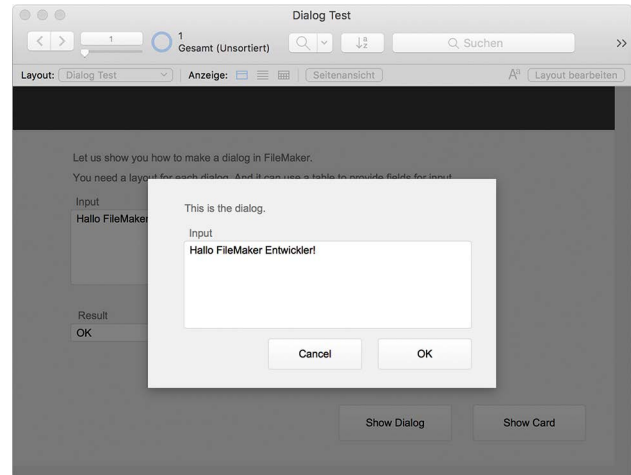 Dialog Test
1
1
Gesamt (Unsortiert)
Suchen
Layout: Dialog Test Anzeige: Seitenansicht Aa Layout bearbeiten
Let us show you how to make a dialog in FileMaker.
You need a layout for each dialog. And it can use a table to provide fields for input.
Input
Hallo FileMaker
This is the dialog.
Input
Hallo FileMaker Entwickler!
Cancel OK
Result
OK
Show Dialog Show Card